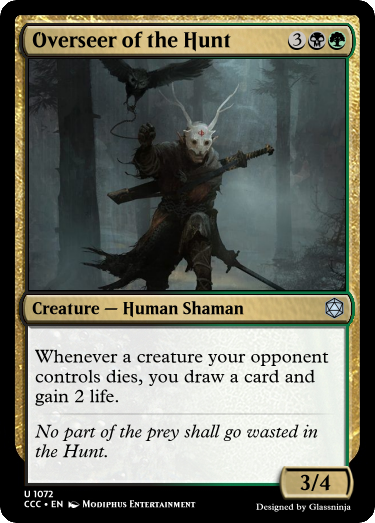 Overseer of the Hunt 3
Creature — Human Shaman
Whenever a creature your opponent
controls dies, you draw a card and
gain 2 life.
No part of the prey shall go wasted in
the Hunt.
3/4
U 1072
CCC • EN Modiphus Entertainment
Designed by Glassninja